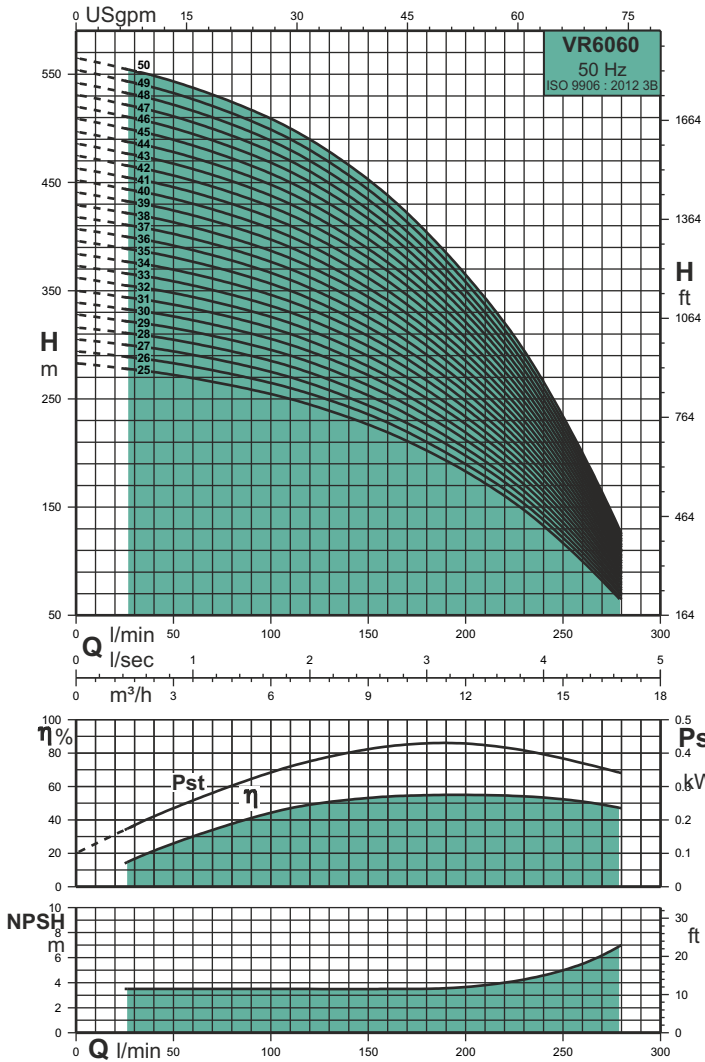 0 USgpm 15 30 45 60 75
VR6060
50 Hz
ISO 9906 : 2012 3B
550
450
350
H
m
250
150
50
50
49
48
47
46
45
44
43
42
41
40
39
38
37
36
35
34
33
32
31
30
29
28
27
26
25
1664
1364
H
ft
1064
764
464
164
0 50 100 150 200 250 300
Q l/min
0 l/sec 1 2 3 4 5
0 m³/h 3 6 9 12 15 18
η%
100
80
60
40
20
0
Pst
η
0.5
Ps
0.4
kW
0.3
0.2
0.1
0
NPSH
m
10
8
6
4
2
0
30
ft
20
10
0
0 50 100 150 200 250 300
Q l/min